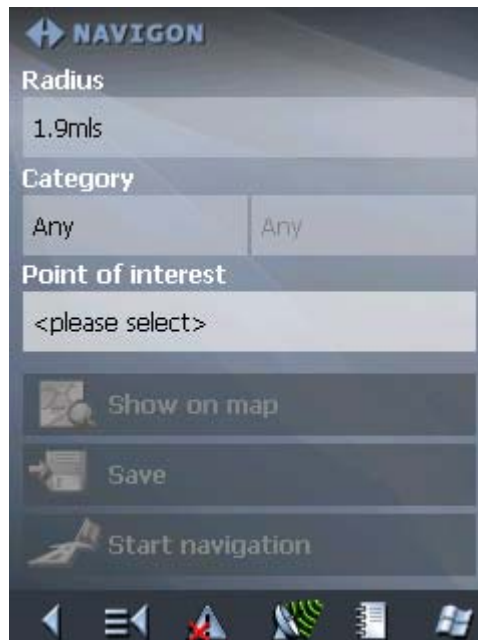 NAVIGON
Radius
1.9mls
Category
Any Any
Point of interest
<please select>
Show on map
Save
Start navigation